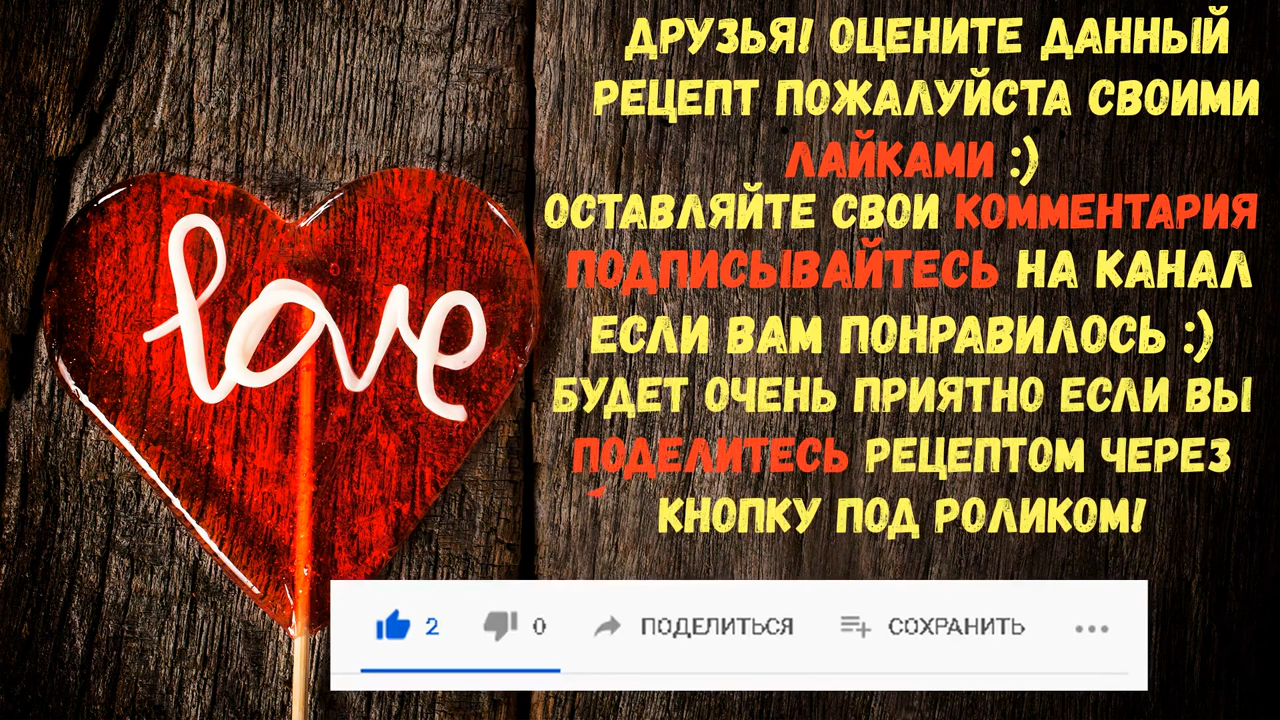 love
ДРУЗЬЯ! ОЦЕНИТЕ ДАННЫЙ
РЕЦЕПТ ПОЖАЛУЙСТА СВОИМИ
ЛАЙКАМИ :)
ОСТАВЛЯЙТЕ СВОИ КОММЕНТАРИЯ
ПОДПИСЫВАЙТЕСЬ НА КАНАЛ
ЕСЛИ ВАМ ПОНРАВИЛОСЬ :)
БУДЕТ ОЧЕНЬ ПРИЯТНО ЕСЛИ ВЫ
ПОДЕЛИТЕСЬ РЕЦЕПТОМ ЧЕРЕЗ
КНОПКУ ПОД РОЛИКОМ!
2 0 ПОДЕЛИТЬСЯ СОХРАНИТЬ